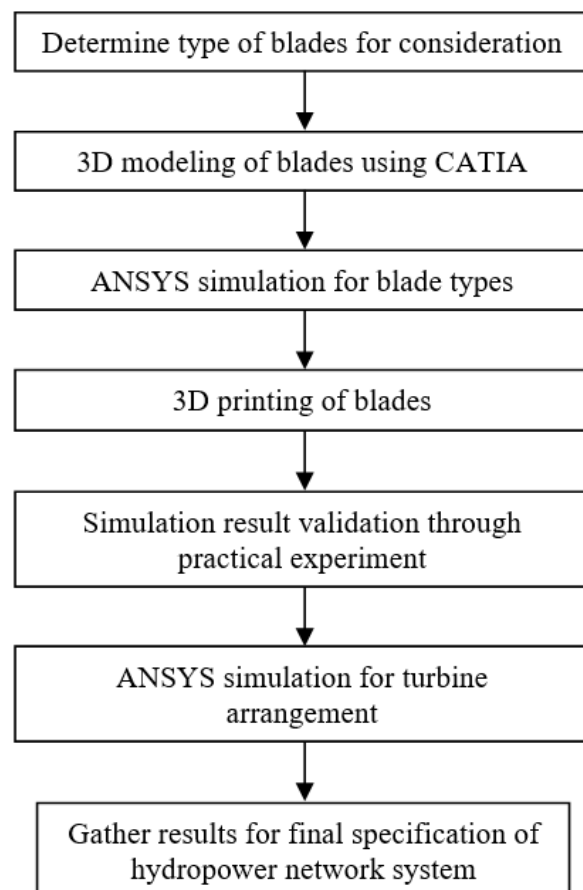 Determine type of blades for consideration
3D modeling of blades using CATIA
ANSYS simulation for blade types
3D printing of blades
Simulation result validation through
practical experiment
ANSYS simulation for turbine
arrangement
Gather results for final specification of
hydropower network system